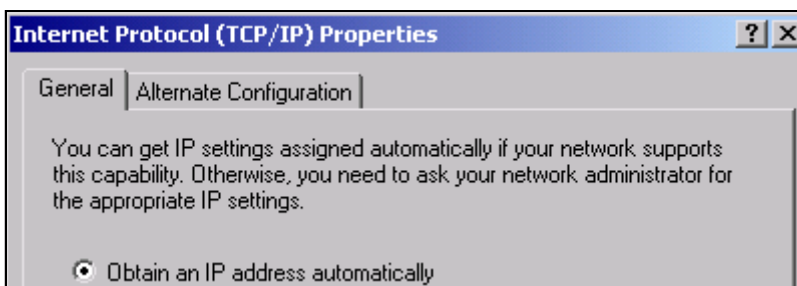 Internet Protocol (TCP/IP) Properties
General
Alternate Configuration
You can get IP settings assigned automatically if your network supports
this capability. Otherwise, you need to ask your network administrator for
the appropriate IP settings.
Obtain an IP address automatically